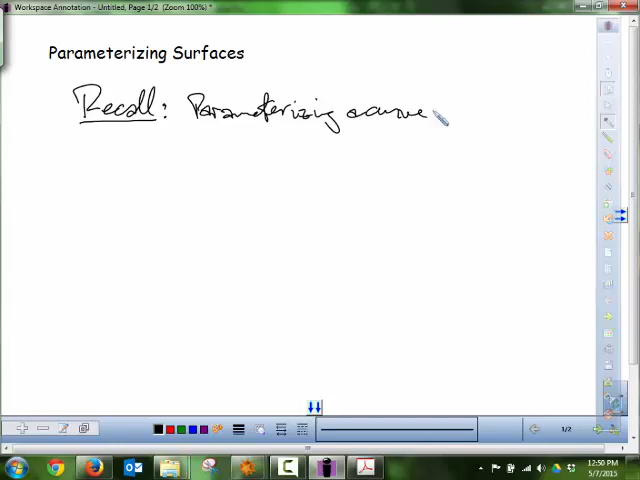 Workspace Annotation - Untitled, Page 1/2 (Zoom 100%) *
Parameterizing Surfaces
Recall: Parameterizing a curve
1/2
12:50 PM
5/7/2015